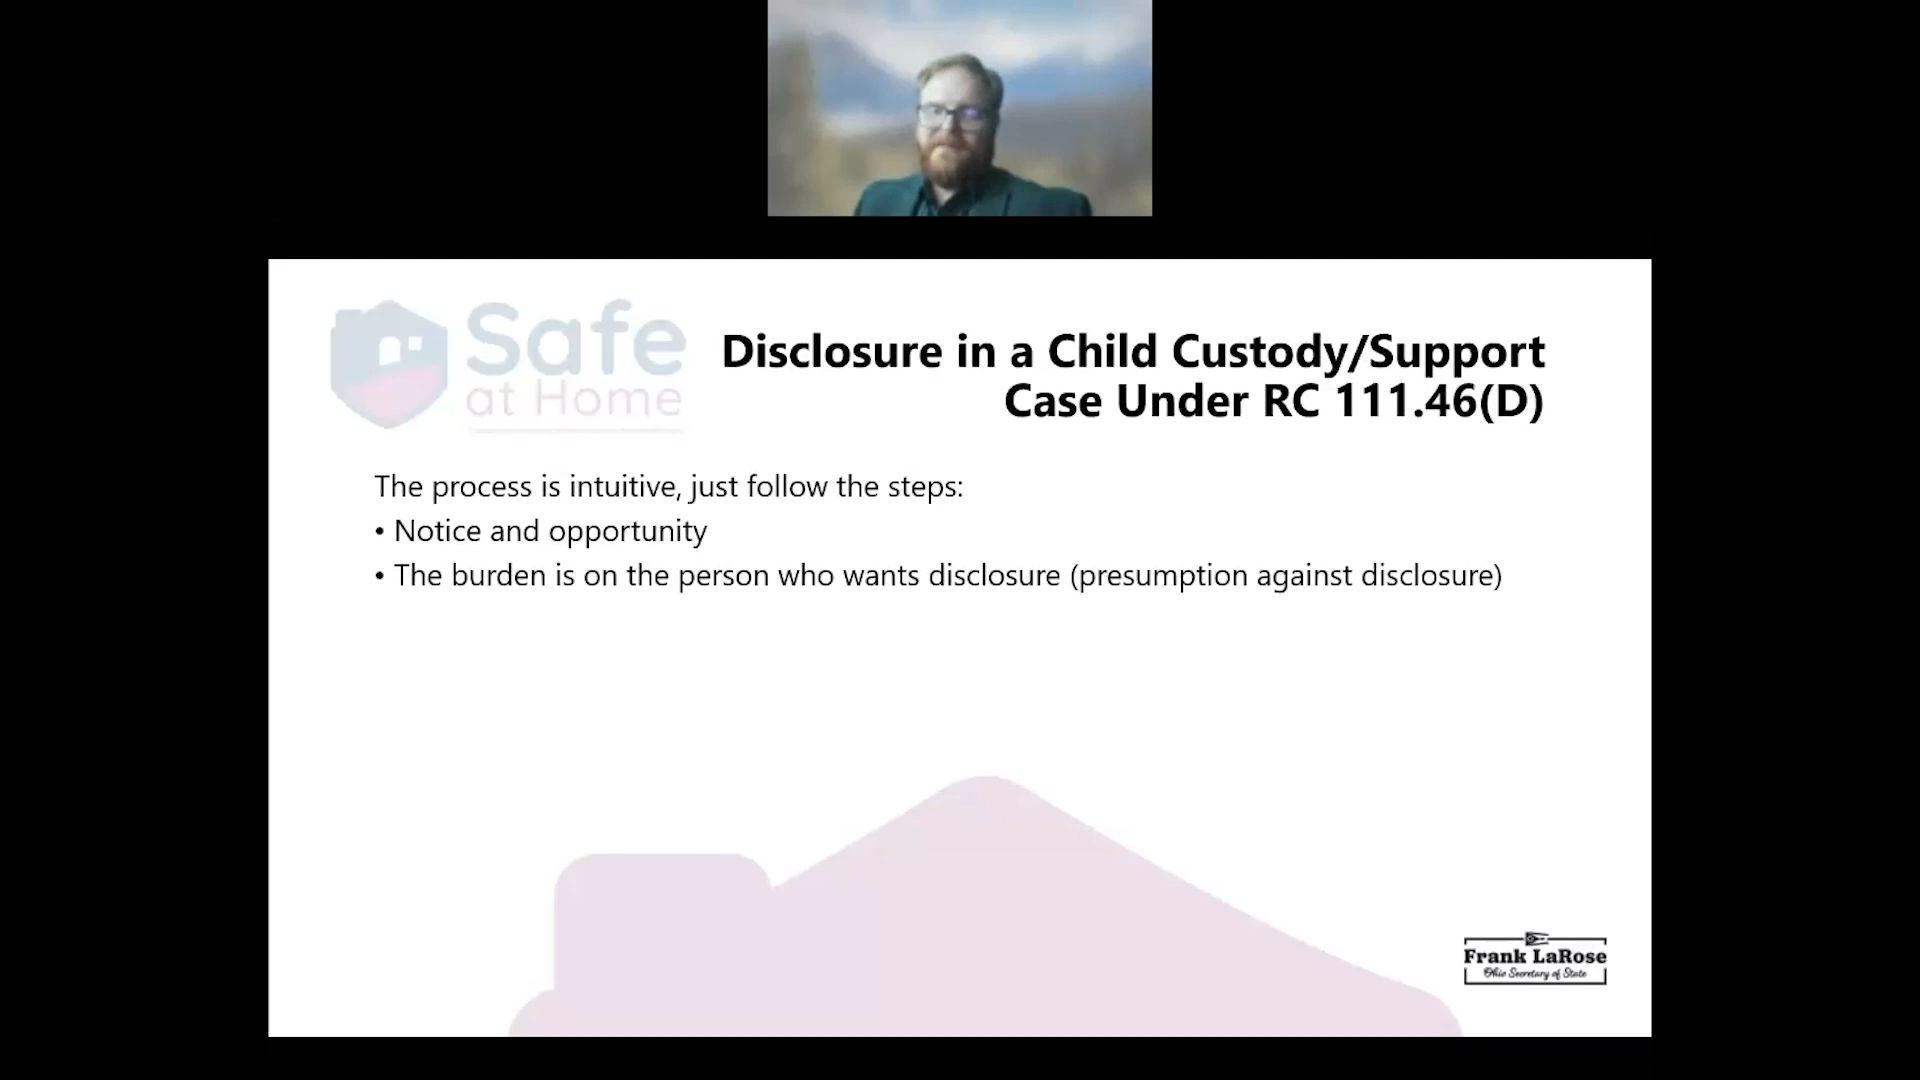 Safe
at Home
Disclosure in a Child Custody/Support
Case Under RC 111.46(D)
The process is intuitive, just follow the steps:
• Notice and opportunity
• The burden is on the person who wants disclosure (presumption against disclosure)
Frank LaRose
Ohio Secretary of State